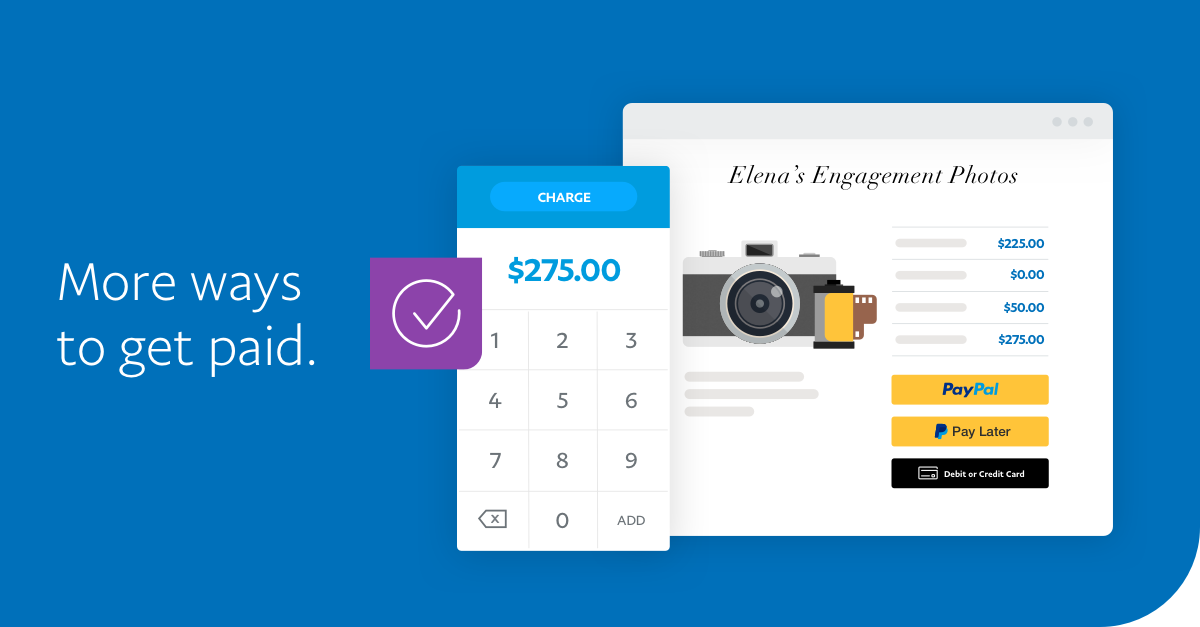 More ways
to get paid.
CHARGE
$275.00
1 2 3
4 5 6
7 8 9
0 ADD
Elena’s Engagement Photos
$225.00
$0.00
$50.00
$275.00
PayPal
Pay Later
Debit or Credit Card